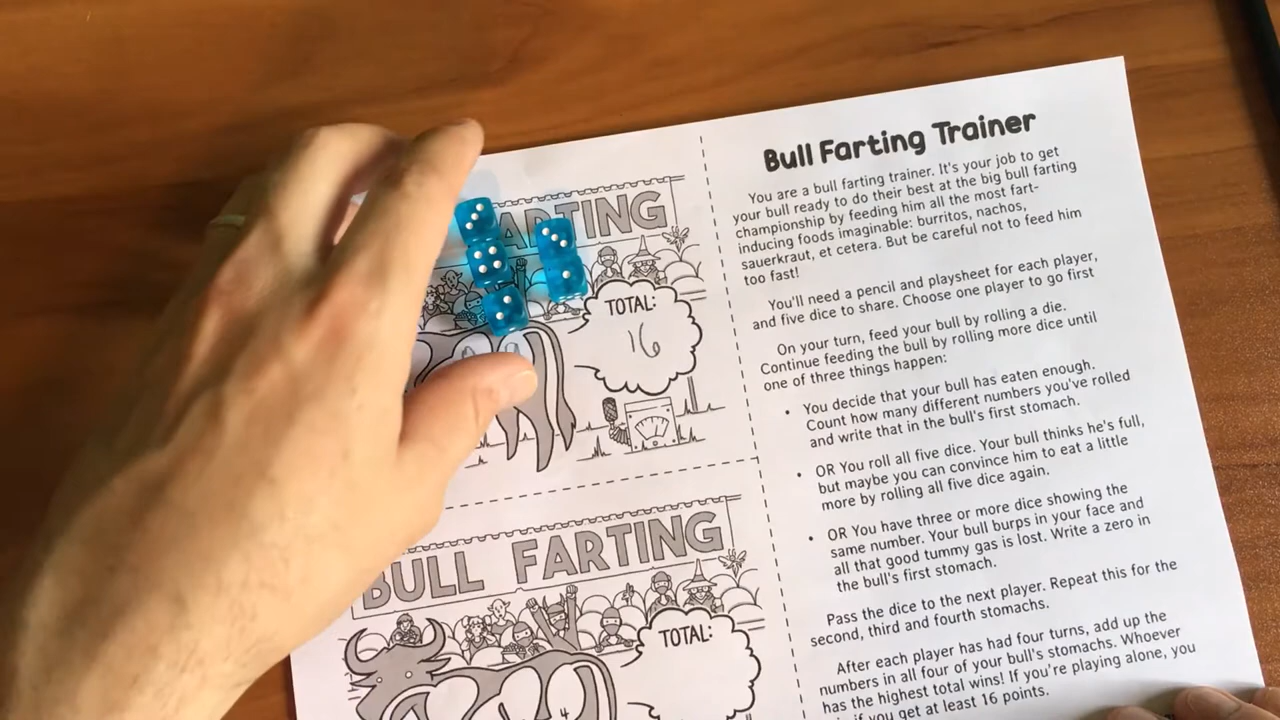 ARTING
TOTAL:
16
BULL FARTING
TOTAL:
4
Bull Farting Trainer
You are a bull farting trainer. It's your job to get
your bull ready to do their best at the big bull farting
championship by feeding him all the most fart-
inducing foods imaginable: burritos, nachos,
sauerkraut, et cetera. But be careful not to feed him
too fast!
You'll need a pencil and playsheet for each player,
and five dice to share. Choose one player to go first
On your turn, feed your bull by rolling a die.
Continue feeding the bull by rolling more dice until
one of three things happen:
• You decide that your bull has eaten enough.
Count how many different numbers you've rolled
and write that in the bull's first stomach.
• OR You roll all five dice. Your bull thinks he's full,
but maybe you can convince him to eat a little
more by rolling all five dice again.
• OR You have three or more dice showing the
same number. Your bull burps in your face and
all that good tummy gas is lost. Write a zero in
the bull's first stomach.
Pass the dice to the next player. Repeat this for the
second, third and fourth stomachs.
After each player has had four turns, add up the
numbers in all four of your bull's stomachs. Whoever
has the highest total wins! If you're playing alone, you
if you get at least 16 points.